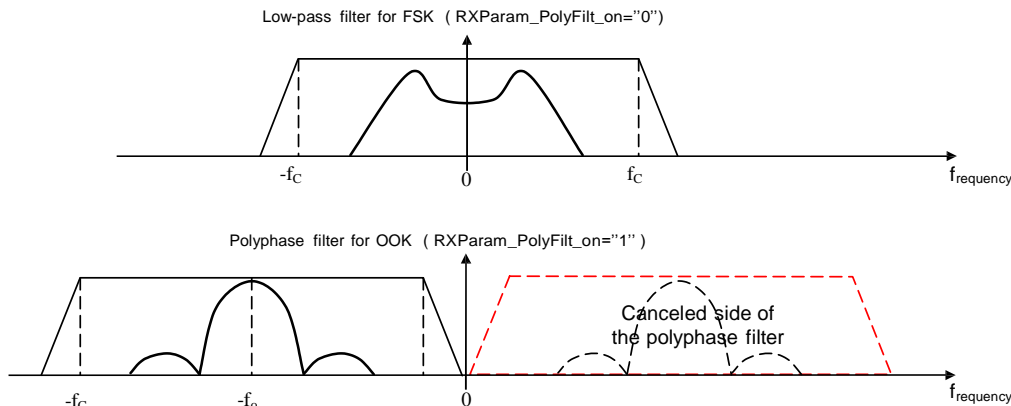 Low-pass filter for FSK ( RXParam_PolyFilt_on=''0'')
-fC 0 fC frequency
Polyphase filter for OOK ( RXParam_PolyFilt_on=''1'' )
Canceled side of
the polyphase filter
-fC -fo 0 frequency